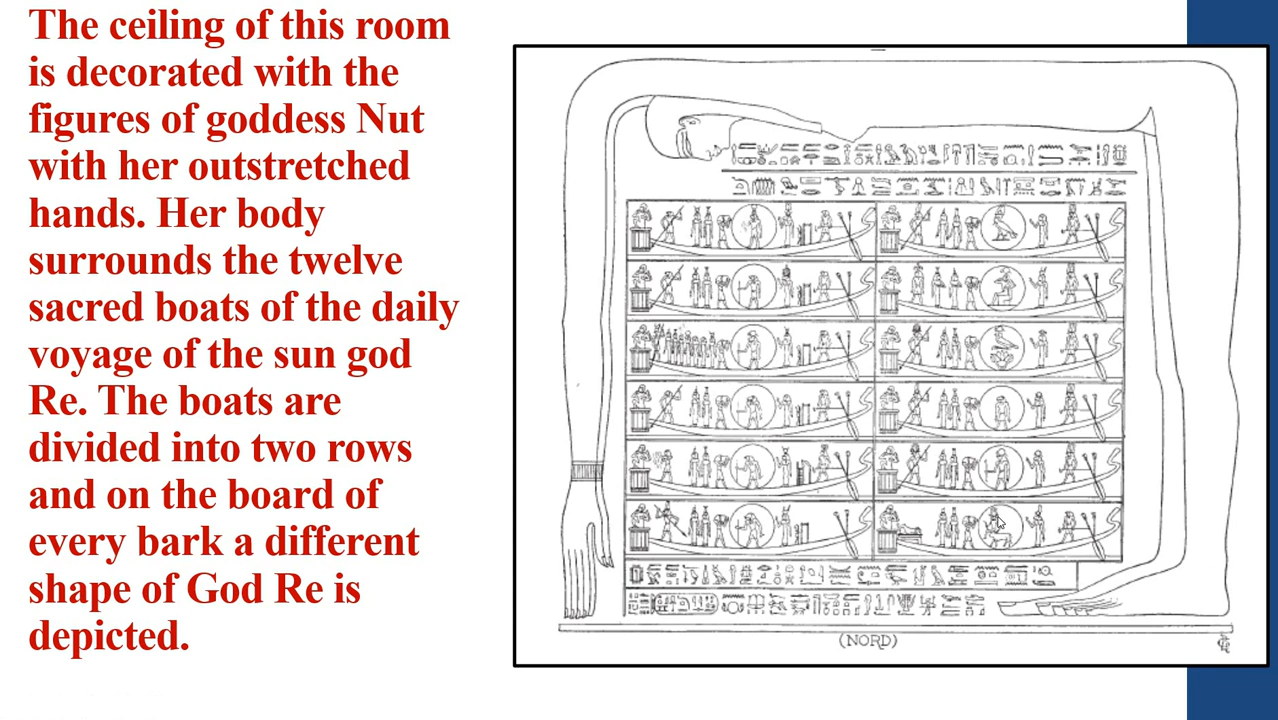 The ceiling of this room
is decorated with the
figures of goddess Nut
with her outstretched
hands. Her body
surrounds the twelve
sacred boats of the daily
voyage of the sun god
Re. The boats are
divided into two rows
and on the board of
every bark a different
shape of God Re is
depicted.
(NORD)